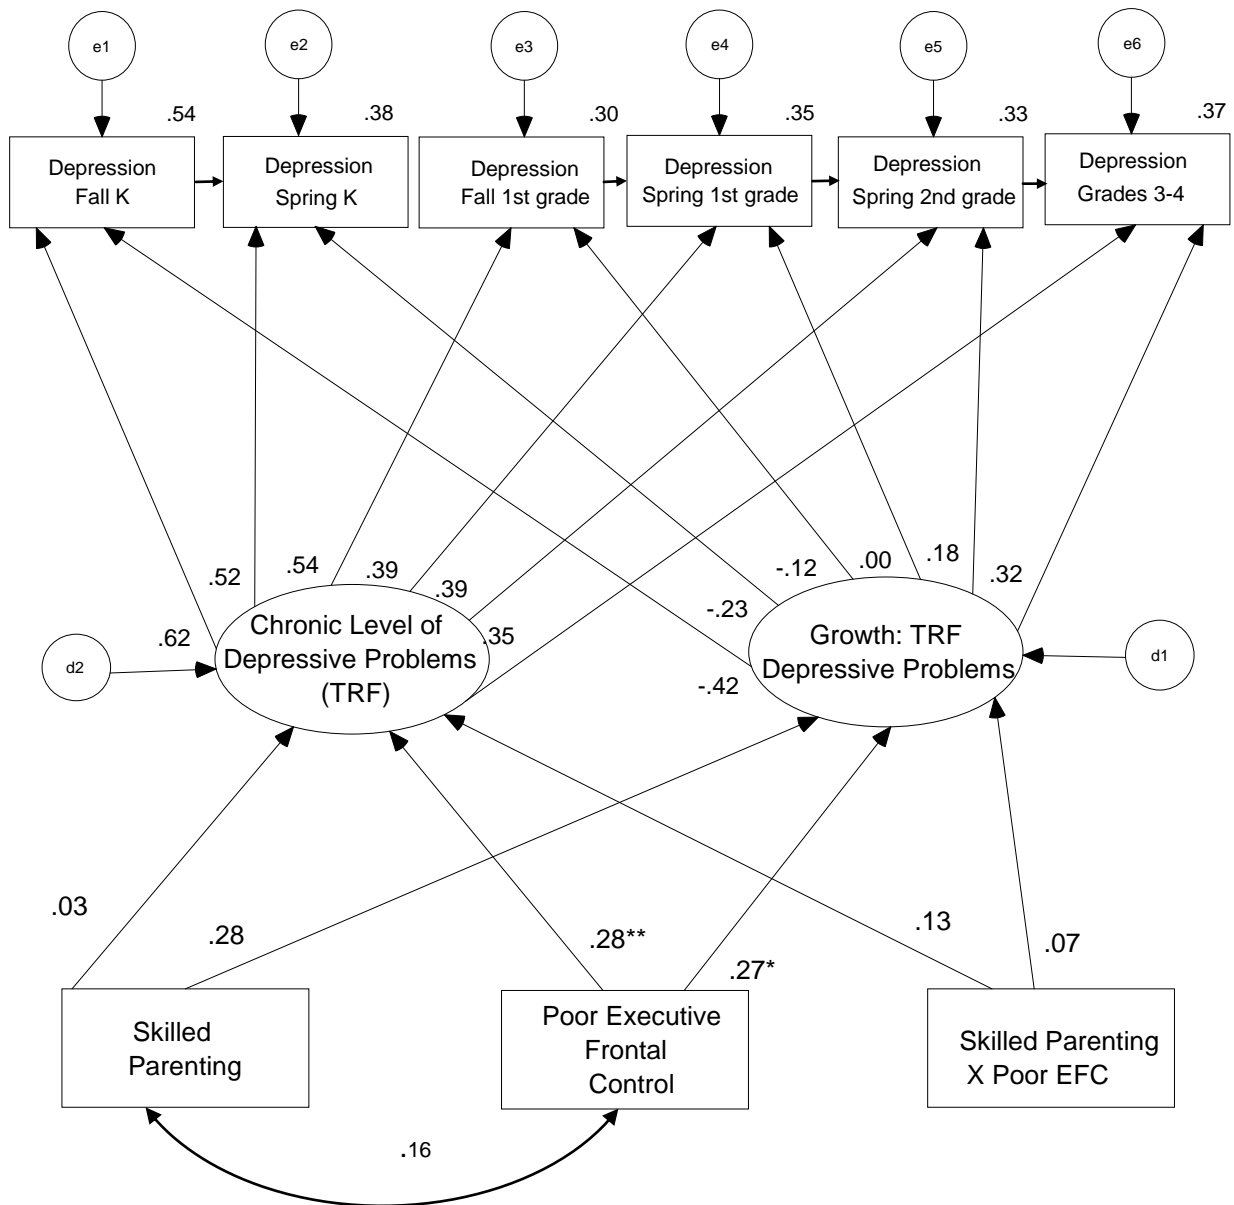 e1
e2
e3
e4
e5
e6
.54
.38
.30
.35
.33
.37
Depression
Fall K
Depression
Spring K
Depression
Fall 1st grade
Depression
Spring 1st grade
Depression
Spring 2nd grade
Depression
Grades 3-4
.62
.52
.54
.39
.39
.35
-.42
-.23
-.12
.00
.18
.32
d2
Chronic Level of
Depressive Problems
(TRF)
Growth: TRF
Depressive Problems
d1
.03
.28
.28**
.27*
.13
.07
Skilled
Parenting
Poor Executive
Frontal
Control
Skilled Parenting
X Poor EFC
.16